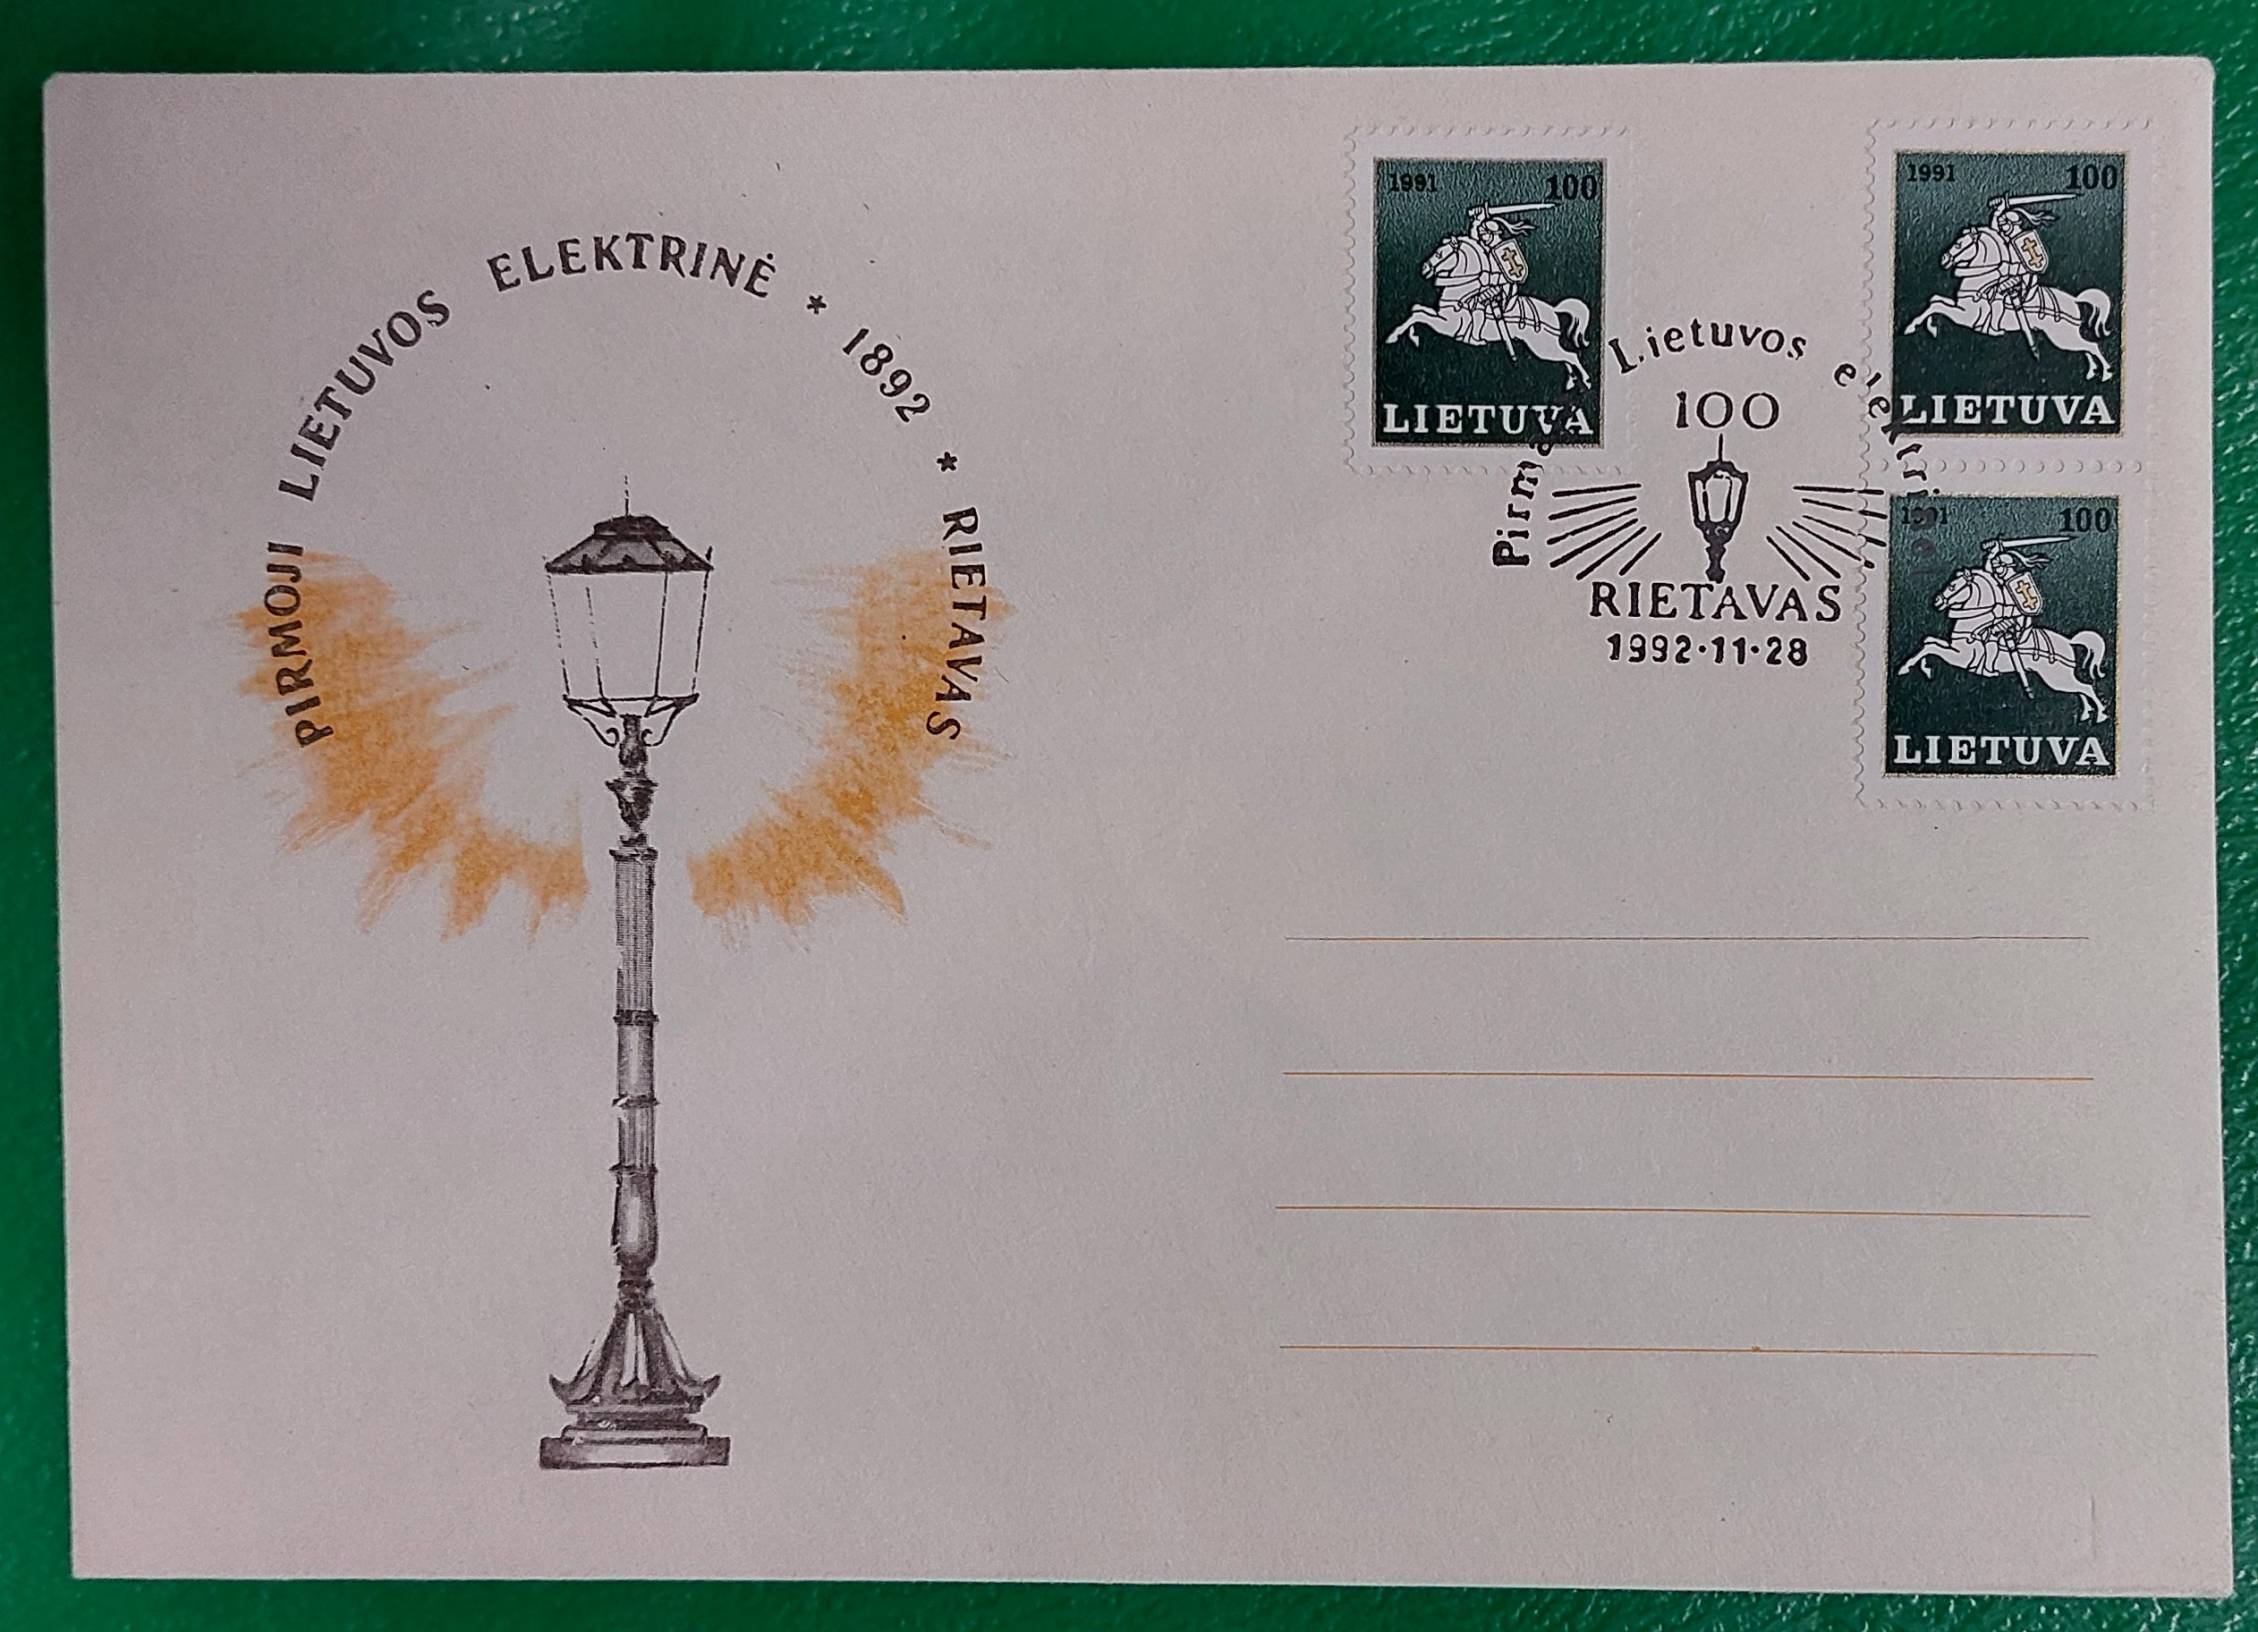 PIRMOJI LIETUVOS ELEKTRINĖ * 1892 * RIETAVAS
1991 100
LIETUVA
1991 100
LIETUVA
1991 100
LIETUVA
Lietuvos
100
RIETAVAS
1992·11·28